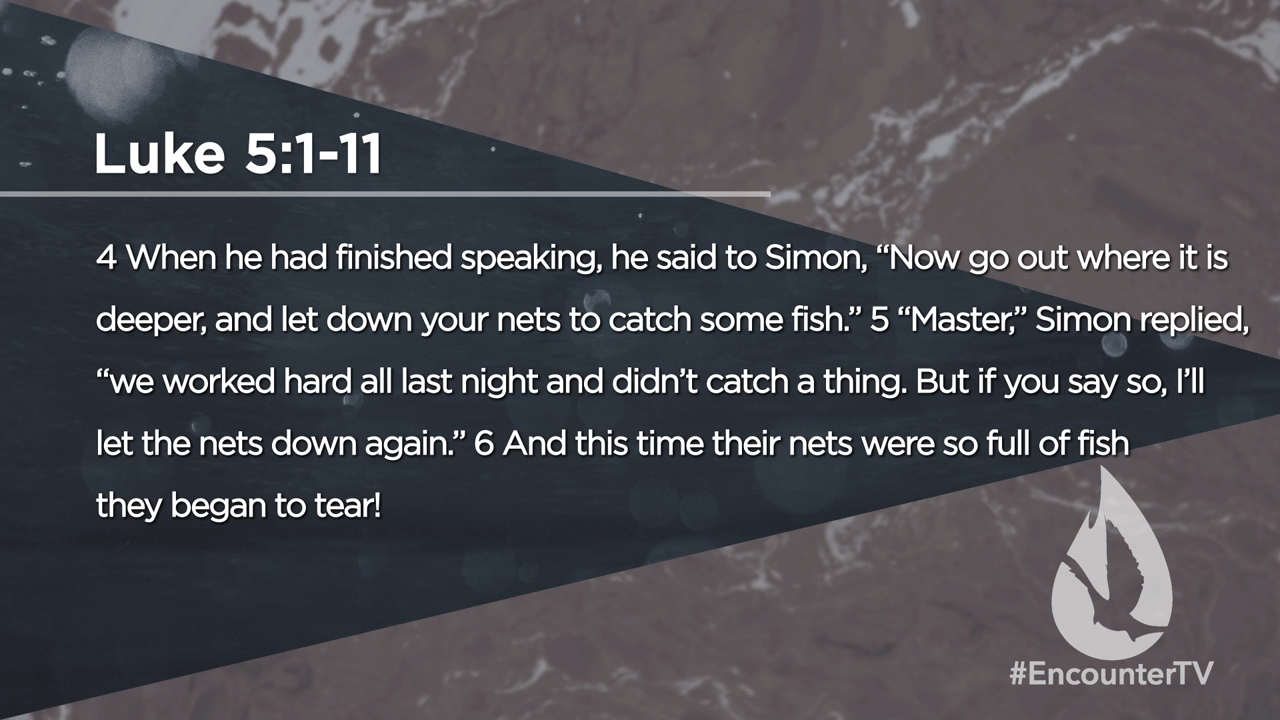 Luke 5:1-11
4 When he had finished speaking, he said to Simon, “Now go out where it is
deeper, and let down your nets to catch some fish.” 5 “Master,” Simon replied,
“we worked hard all last night and didn’t catch a thing. But if you say so, I’ll
let the nets down again.” 6 And this time their nets were so full of fish
they began to tear!
#EncounterTV